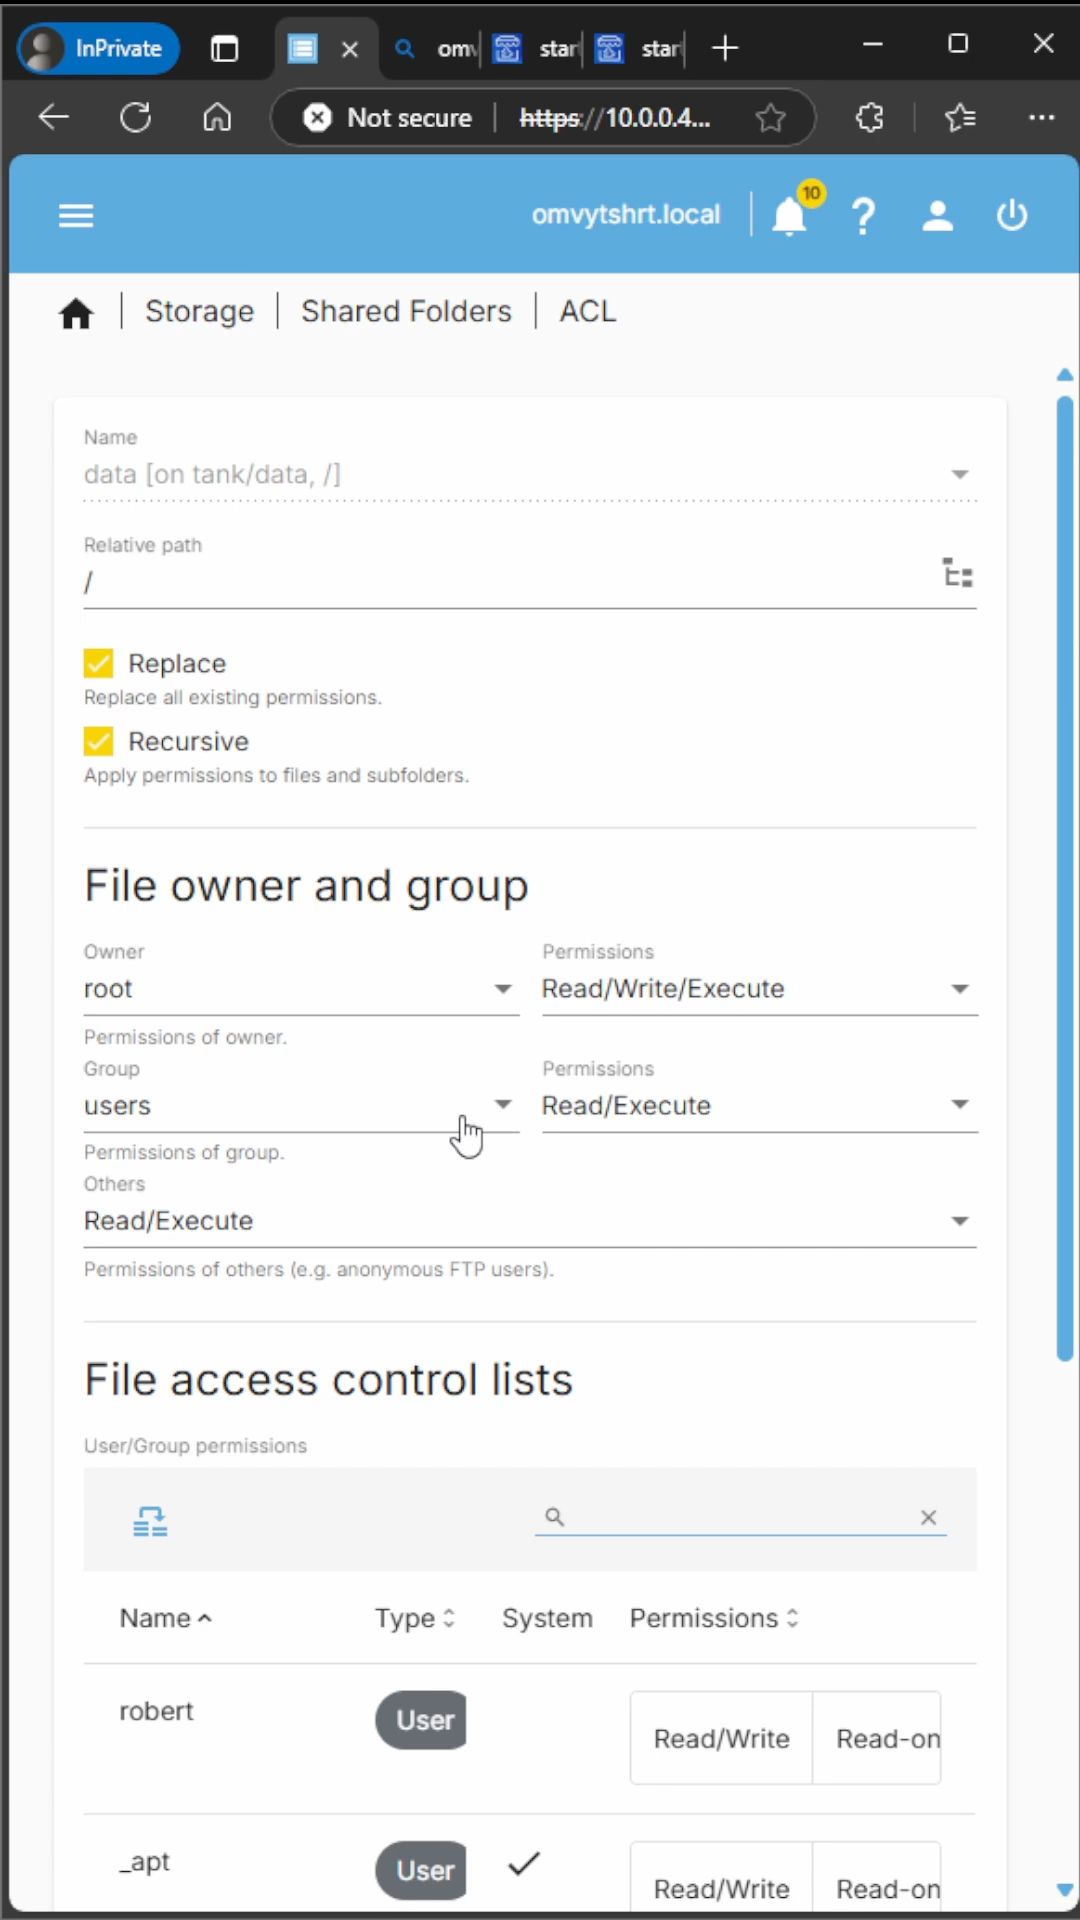 InPrivate
omv
star
star
Not secure
https://10.0.0.4...
omvytshrt.local
10
Storage
Shared Folders
ACL
Name
data [on tank/data, /]
Relative path
/
Replace
Replace all existing permissions.
Recursive
Apply permissions to files and subfolders.
File owner and group
Owner
Permissions
root
Read/Write/Execute
Permissions of owner.
Group
Permissions
users
Read/Execute
Permissions of group.
Others
Read/Execute
Permissions of others (e.g. anonymous FTP users).
File access control lists
User/Group permissions
Name
Type
System
Permissions
robert
User
Read/Write
Read-on
_apt
User
Read/Write
Read-on